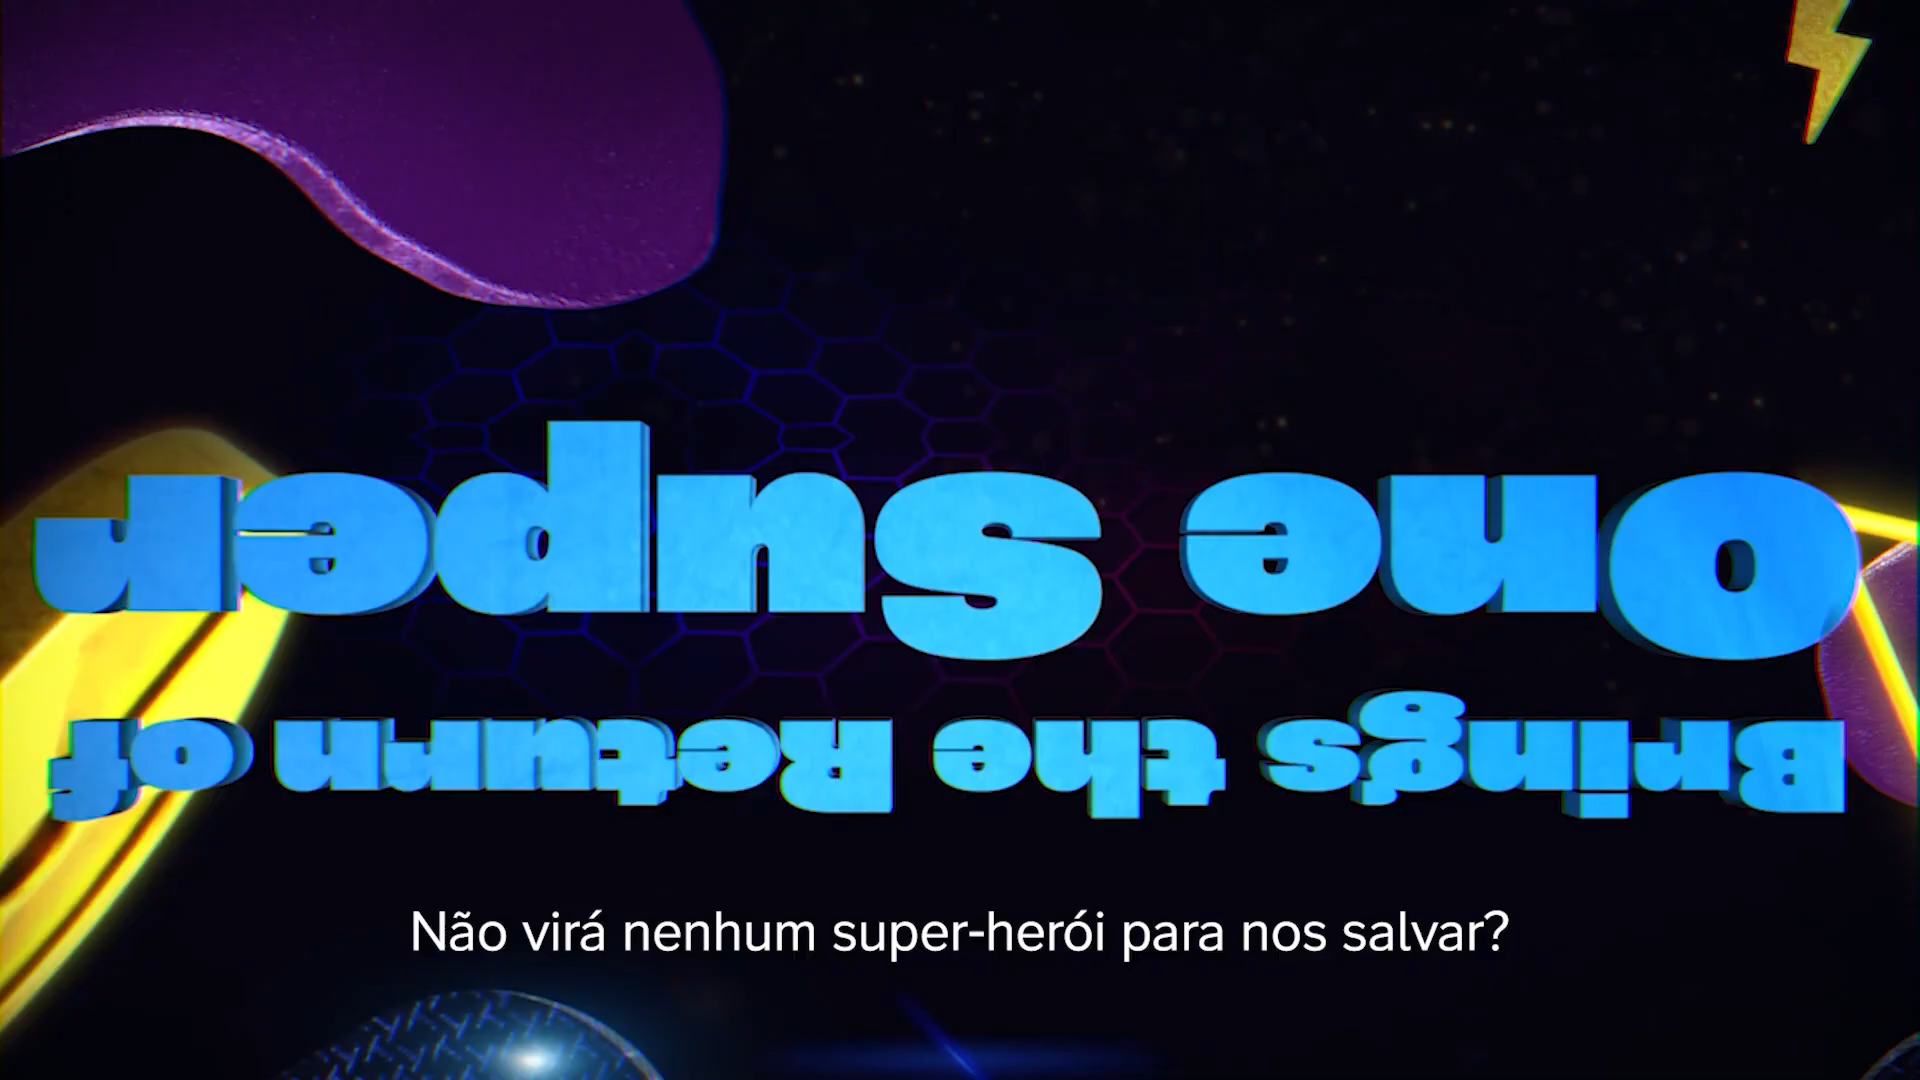 Brings the Return of
One Super
Não virá nenhum super-herói para nos salvar?